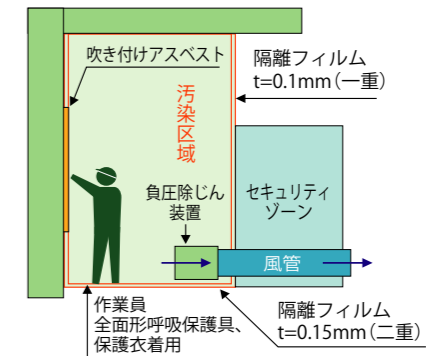 吹き付けアスベスト
隔離フィルム
t=0.1mm（一重）
汚染区域
負圧除じん
装置
セキュリティ
ゾーン
風管
作業員
全面形呼吸保護具、
保護衣着用
隔離フィルム
t=0.15mm（二重）